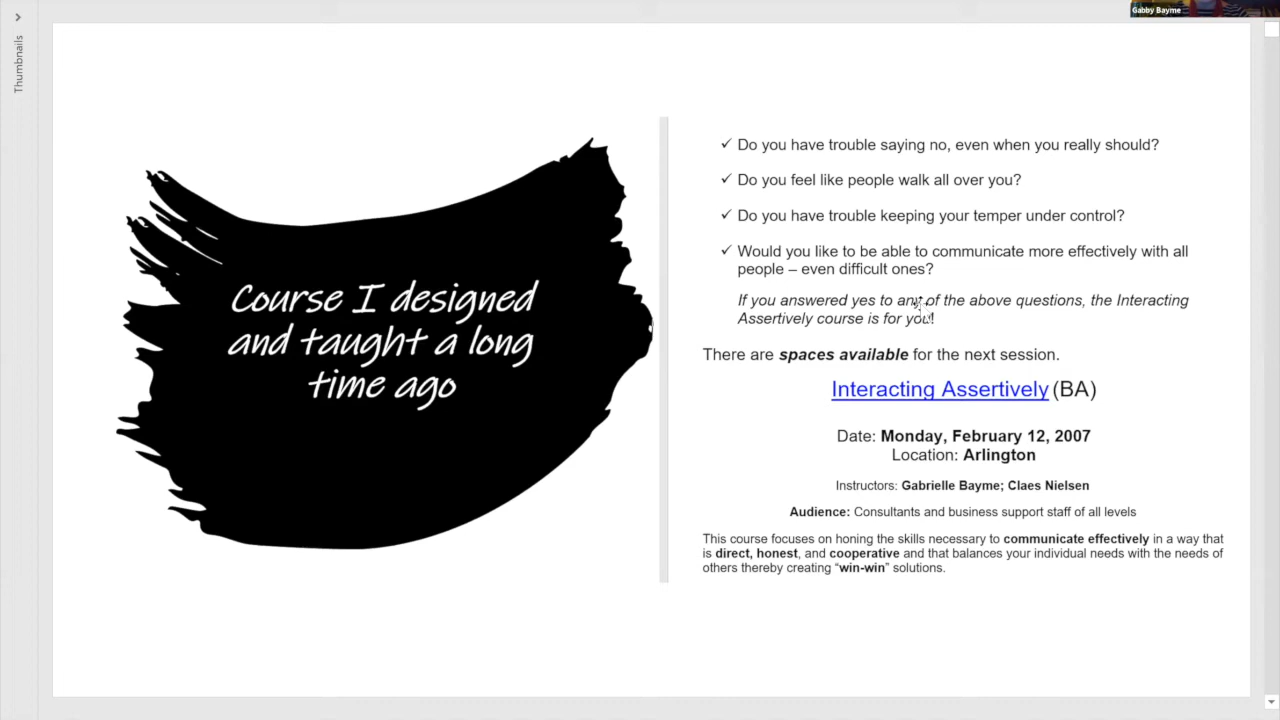 Gabby Bayme
Thumbnails
Course I designed
and taught a long
time ago
✓ Do you have trouble saying no, even when you really should?
✓ Do you feel like people walk all over you?
✓ Do you have trouble keeping your temper under control?
✓ Would you like to be able to communicate more effectively with all
people – even difficult ones?
If you answered yes to any of the above questions, the Interacting
Assertively course is for you!
There are spaces available for the next session.
Interacting Assertively (BA)
Date: Monday, February 12, 2007
Location: Arlington
Instructors: Gabrielle Bayme; Claes Nielsen
Audience: Consultants and business support staff of all levels
This course focuses on honing the skills necessary to communicate effectively in a way that
is direct, honest, and cooperative and that balances your individual needs with the needs of
others thereby creating “win-win” solutions.